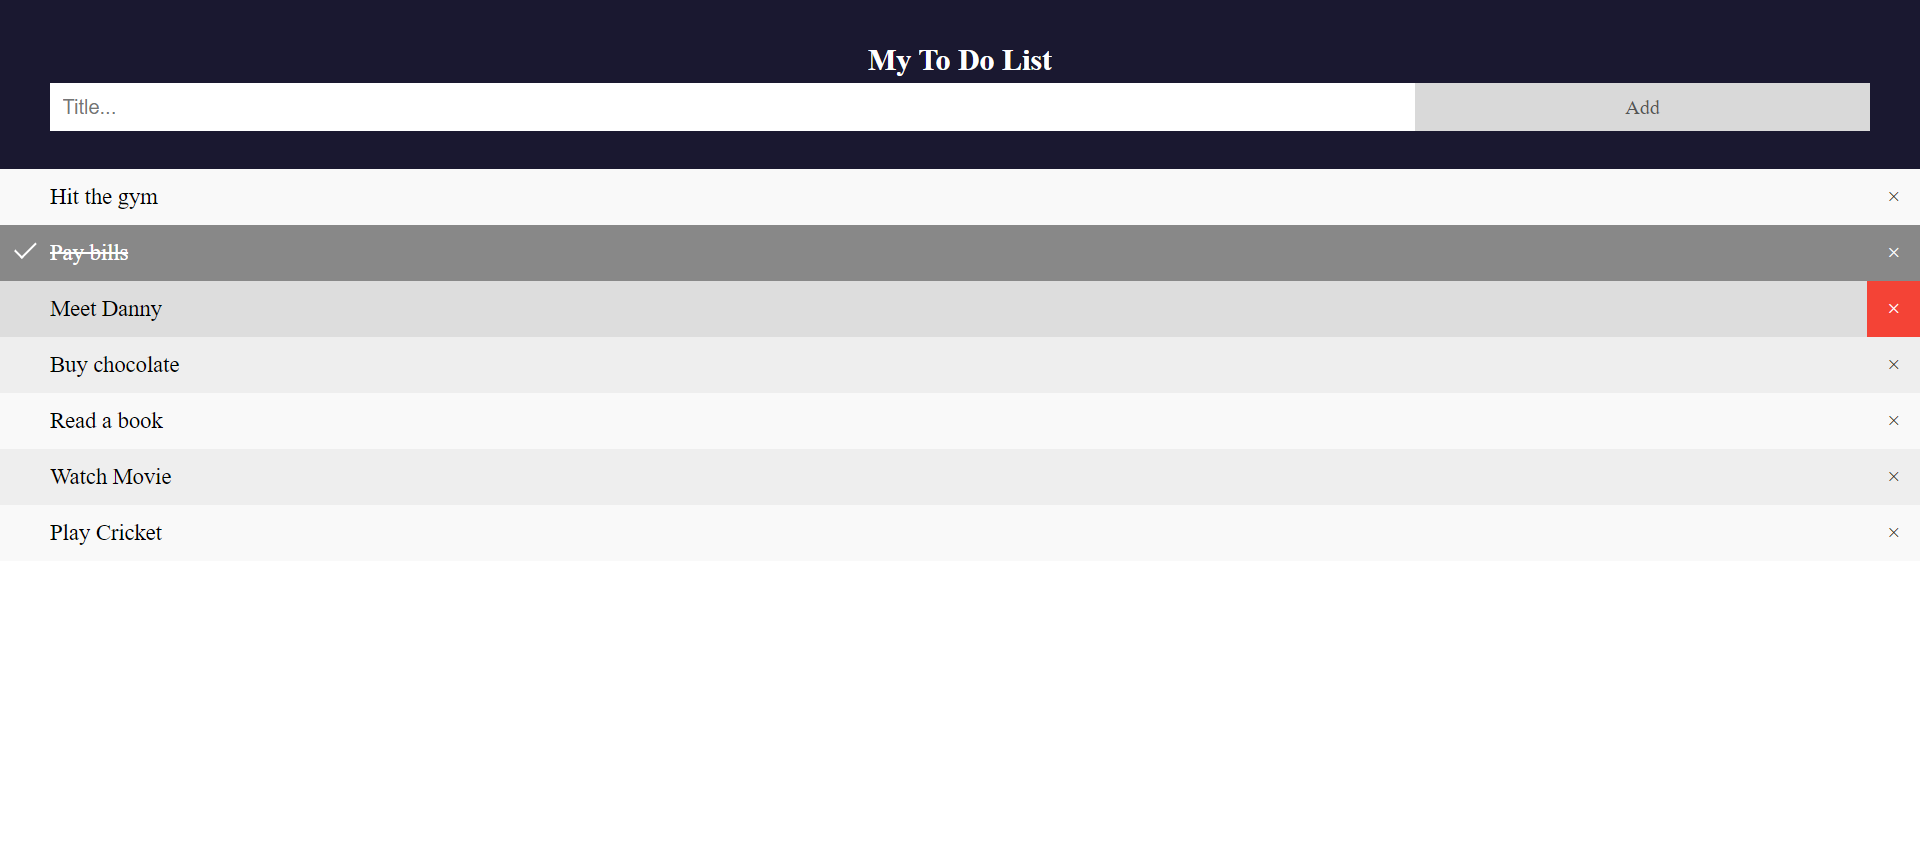 My To Do List
Title...
Add
Hit the gym ×
Pay bills ×
Meet Danny ×
Buy chocolate ×
Read a book ×
Watch Movie ×
Play Cricket ×